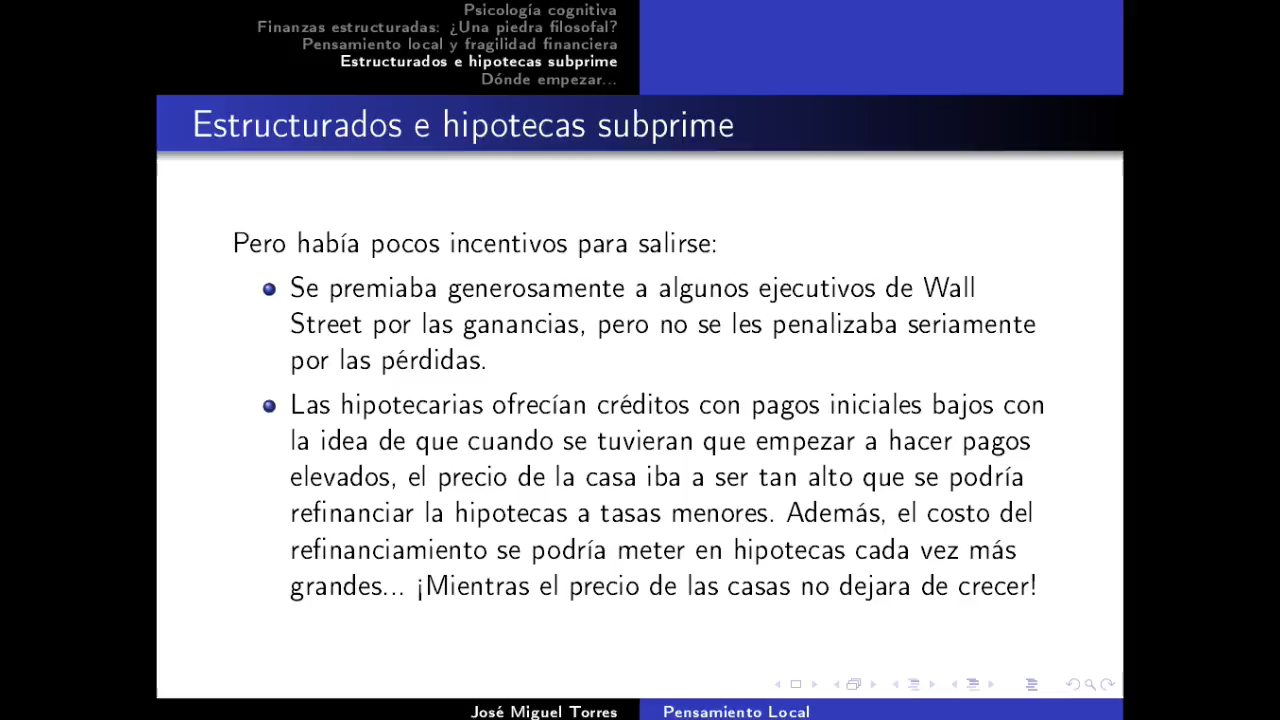 Psicología cognitiva
Finanzas estructuradas: ¿Una piedra filosofal?
Pensamiento local y fragilidad financiera
Estructurados e hipotecas subprime
Dónde empezar...
Estructurados e hipotecas subprime
Pero había pocos incentivos para salirse:
Se premiaba generosamente a algunos ejecutivos de Wall
Street por las ganancias, pero no se les penalizaba seriamente
por las pérdidas.
Las hipotecarias ofrecían créditos con pagos iniciales bajos con
la idea de que cuando se tuvieran que empezar a hacer pagos
elevados, el precio de la casa iba a ser tan alto que se podría
refinanciar la hipotecas a tasas menores. Además, el costo del
refinanciamiento se podría meter en hipotecas cada vez más
grandes... ¡Mientras el precio de las casas no dejara de crecer!
José Miguel Torres
Pensamiento Local